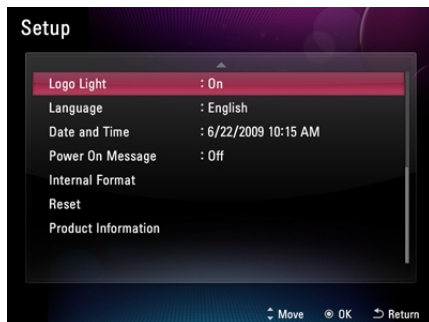 Setup
Logo Light : On
Language : English
Date and Time : 6/22/2009 10:15 AM
Power On Message : Off
Internal Format
Reset
Product Information
Move OK Return